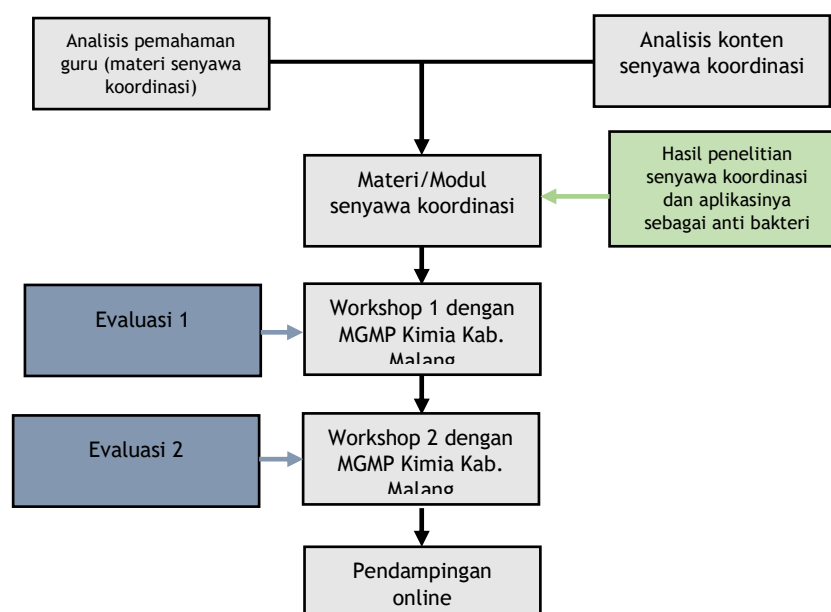 Analisis pemahaman
guru (materi senyawa
koordinasi)
Analisis konten
senyawa koordinasi
Materi/Modul
senyawa koordinasi
Hasil penelitian
senyawa koordinasi
dan aplikasinya
sebagai anti bakteri
Evaluasi 1
Workshop 1 dengan
MGMP Kimia Kab.
Malang
Evaluasi 2
Workshop 2 dengan
MGMP Kimia Kab.
Malang
Pendampingan
online